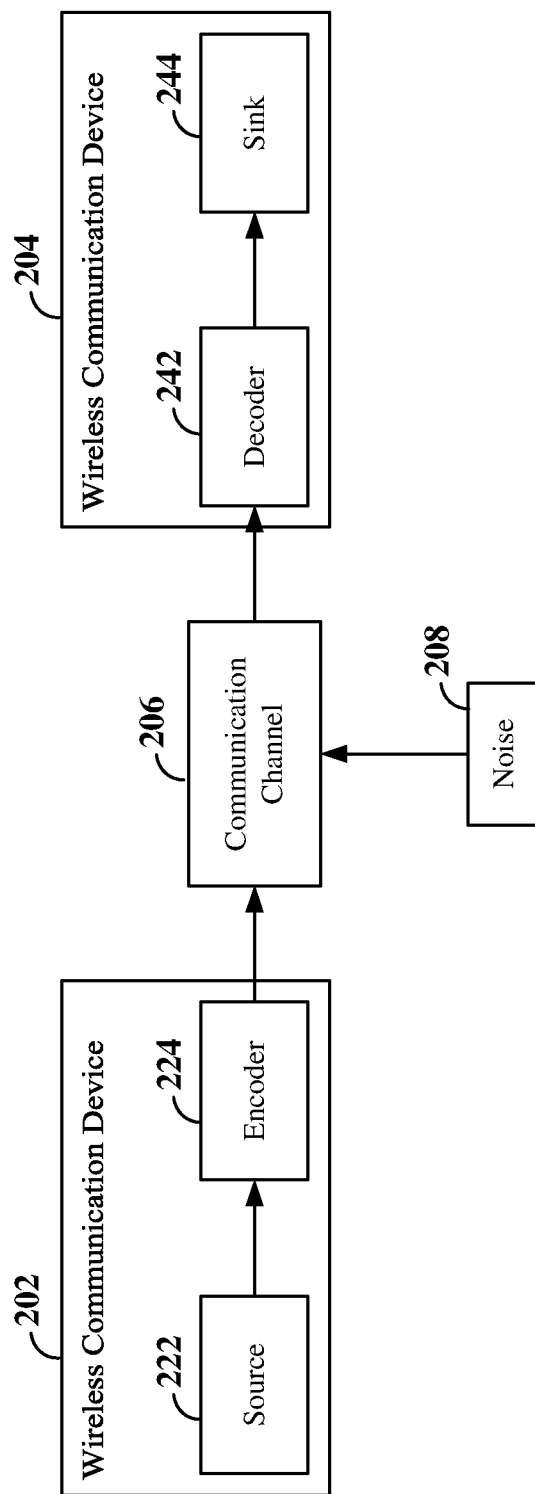 202
Wireless Communication Device
222
Source
224
Encoder
206
Communication
Channel
208
Noise
204
Wireless Communication Device
242
Decoder
244
Sink